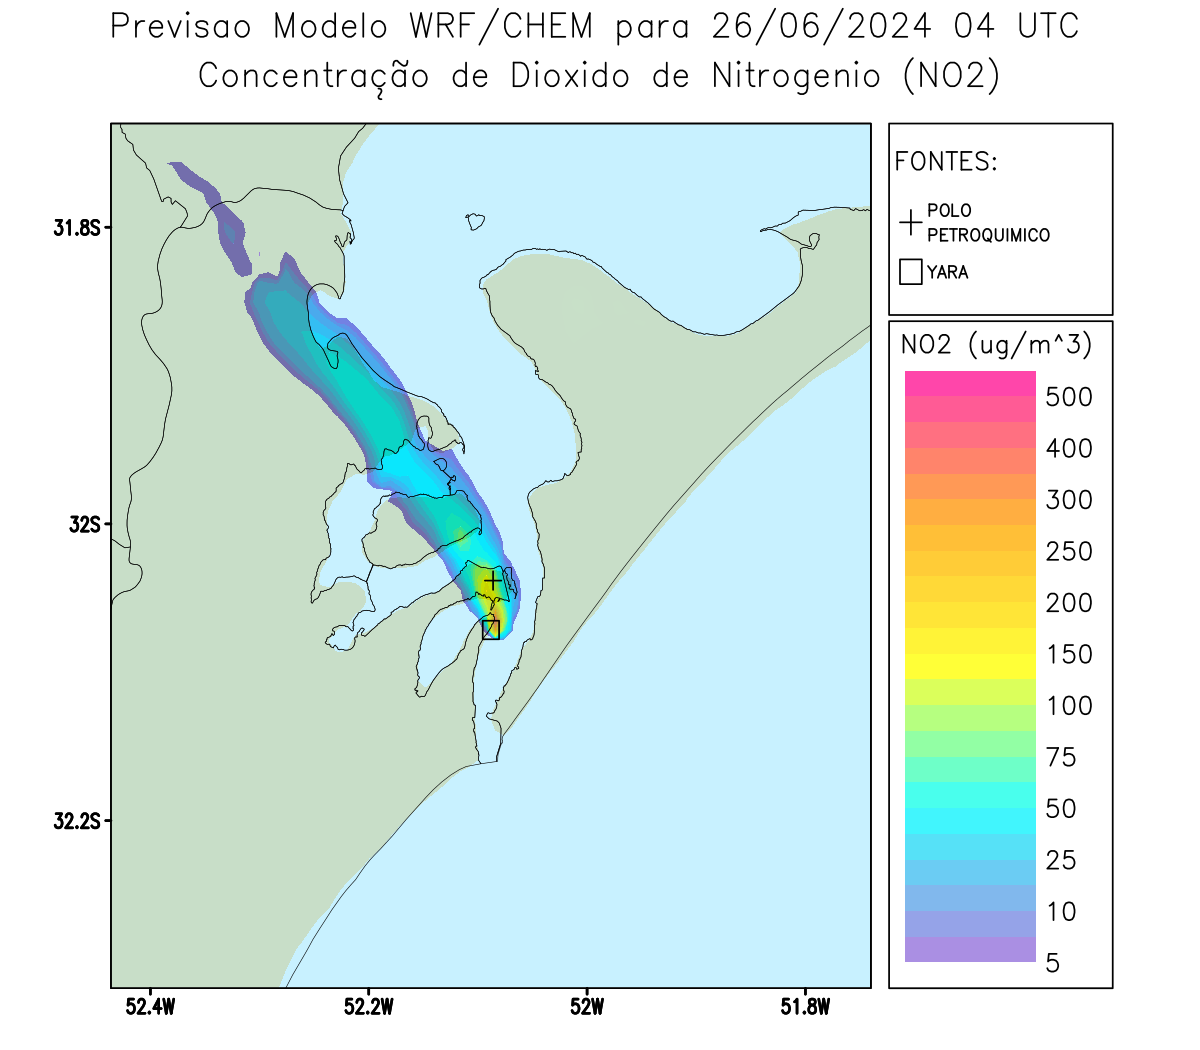 Previsao Modelo WRF/CHEM para 26/06/2024 04 UTC
Concentração de Dioxido de Nitrogenio (NO2)
FONTES:
POLO
PETROQUIMICO
YARA
NO2 (ug/m^3)
500
400
300
250
200
150
100
75
50
25
10
5
31.8S
32S
32.2S
52.4W
52.2W
52W
51.8W